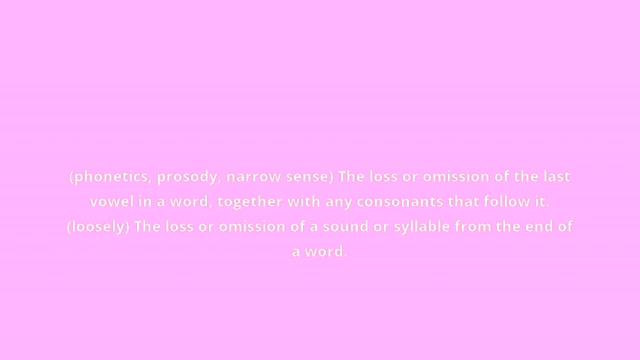 (phonetics, prosody, narrow sense) The loss or omission of the last
vowel in a word, together with any consonants that follow it.
(loosely) The loss or omission of a sound or syllable from the end of
a word.